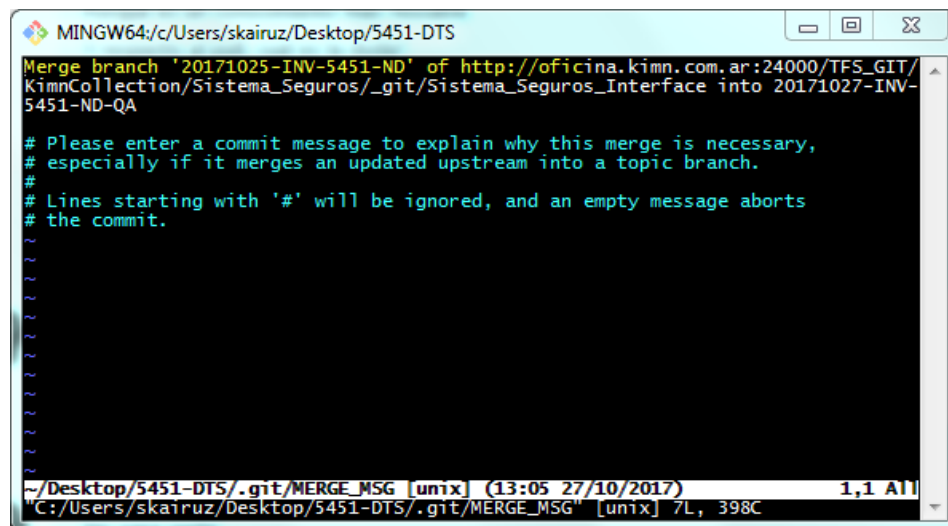 MINGW64:/c/Users/skairuz/Desktop/5451-DTS
Merge branch '20171025-INV-5451-ND' of http://oficina.kimn.com.ar:24000/TFS_GIT/
KimnCollection/Sistema_Seguros/_git/Sistema_Seguros_Interface into 20171027-INV-
5451-ND-QA
# Please enter a commit message to explain why this merge is necessary,
# especially if it merges an updated upstream into a topic branch.
#
# Lines starting with '#' will be ignored, and an empty message aborts
# the commit.
~
~
~
~
~
~
~
~
~
~
~
~
~
~/Desktop/5451-DTS/.git/MERGE_MSG [unix] (13:05 27/10/2017) 1,1 All
"C:/Users/skairuz/Desktop/5451-DTS/.git/MERGE_MSG" [unix] 7L, 398C